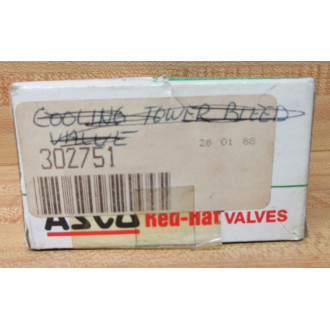 COOLING TOWER BLEED
VALVE
28 01 88
302751
ASCO Red-Hat VALVES